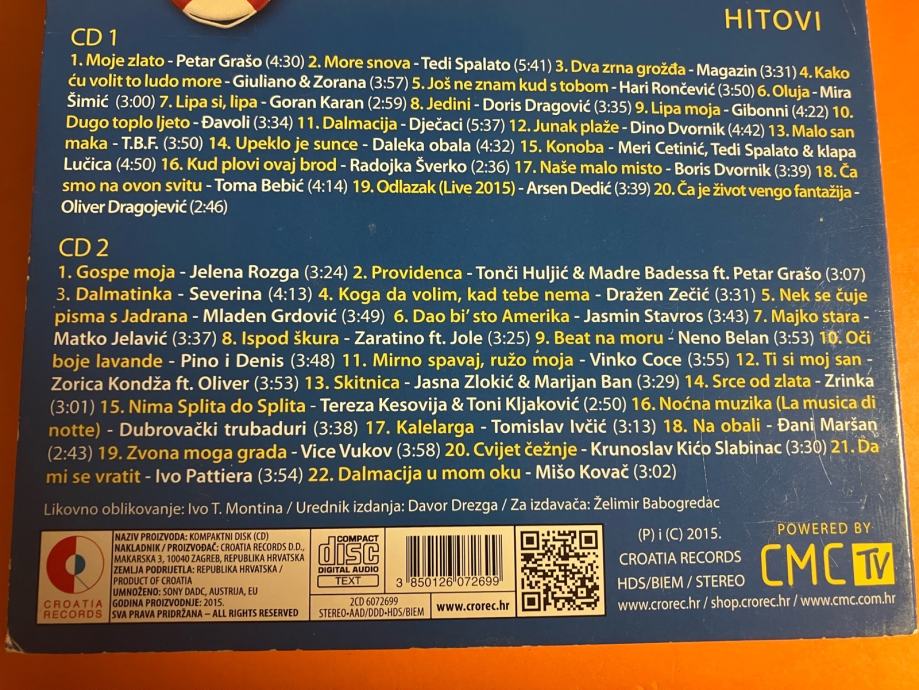 HITOVI
CD 1
1. Moje zlato - Petar Grašo (4:30) 2. More snova - Tedi Spalato (5:41) 3. Dva zrna grožđa - Magazin (3:31) 4. Kako
ću volit to ludo more - Giuliano & Zorana (3:57) 5. Još ne znam kud s tobom - Hari Rončević (3:50) 6. Oluja - Mira
Šimić (3:00) 7. Lipa si, lipa - Goran Karan (2:59) 8. Jedini - Doris Dragović (3:35) 9. Lipa moja - Gibonni (4:22) 10.
Dugo toplo ljeto - Đavoli (3:34) 11. Dalmacija - Dječaci (5:37) 12. Junak plaže - Dino Dvornik (4:42) 13. Malo san
maka - T.B.F. (3:50) 14. Upeklo je sunce - Daleka obala (4:32) 15. Konoba - Meri Cetinić, Tedi Spalato & klapa
Lučica (4:50) 16. Kud plovi ovaj brod - Radojka Šverko (2:36) 17. Naše malo misto - Boris Dvornik (3:39) 18. Ča
smo na ovon svitu - Toma Bebić (4:14) 19. Odlazak (Live 2015) - Arsen Dedić (3:39) 20. Ča je život vengo fantažija -
Oliver Dragojević (2:46)
CD 2
1. Gospe moja - Jelena Rozga (3:24) 2. Providenca - Tonči Huljić & Madre Badessa ft. Petar Grašo (3:07)
3. Dalmatinka - Severina (4:13) 4. Koga da volim, kad tebe nema - Dražen Zečić (3:31) 5. Nek se čuje
pisma s Jadrana - Mladen Grdović (3:49) 6. Dao bi' sto Amerika - Jasmin Stavros (3:43) 7. Majko stara -
Matko Jelavić (3:37) 8. Ispod škura - Zaratino ft. Jole (3:25) 9. Beat na moru - Neno Belan (3:53) 10. Oči
boje lavande - Pino i Denis (3:48) 11. Mirno spavaj, ružo moja - Vinko Coce (3:55) 12. Ti si moj san -
Zorica Kondža ft. Oliver (3:53) 13. Skitnica - Jasna Zlokić & Marijan Ban (3:29) 14. Srce od zlata - Zrinka
(3:01) 15. Nima Splita do Splita - Tereza Kesovija & Toni Kljaković (2:50) 16. Noćna muzika (La musica di
notte) - Dubrovački trubaduri (3:38) 17. Kalelarga - Tomislav Ivčić (3:13) 18. Na obali - Đani Maršan
(2:43) 19. Zvona moga grada - Vice Vukov (3:58) 20. Cvijet čežnje - Krunoslav Kićo Slabinac (3:30) 21. Da
mi se vratit - Ivo Pattiera (3:54) 22. Dalmacija u mom oku - Mišo Kovač (3:02)
Likovno oblikovanje: Ivo T. Montina / Urednik izdanja: Davor Drezga / Za izdavača: Želimir Babogredac
CROATIA
RECORDS
NAZIV PROIZVODA: KOMPAKTNI DISK (CD)
NAKLADNIK / PROIZVOĐAČ: CROATIA RECORDS D.D.,
MAKARSKA 3, 10040 ZAGREB, REPUBLIKA HRVATSKA
ZEMLJA PODRIJETLA: REPUBLIKA HRVATSKA /
PRODUCT OF CROATIA
UMNOŽENO: SONY DADC, AUSTRIJA, EU
GODINA PROIZVODNJE: 2015.
SVA PRAVA PRIDRŽANA – ALL RIGHTS RESERVED
COMPACT
disc
DIGITAL AUDIO
TEXT
3 850126 072699
2CD 6072699
STEREO-AAD/DDD-HDS/BIEM
www.crorec.hr
(P) i (C) 2015.
CROATIA RECORDS
HDS/BIEM / STEREO
www.crorec.hr / shop.crorec.hr / www.cmc.com.hr
POWERED BY
CMC TV